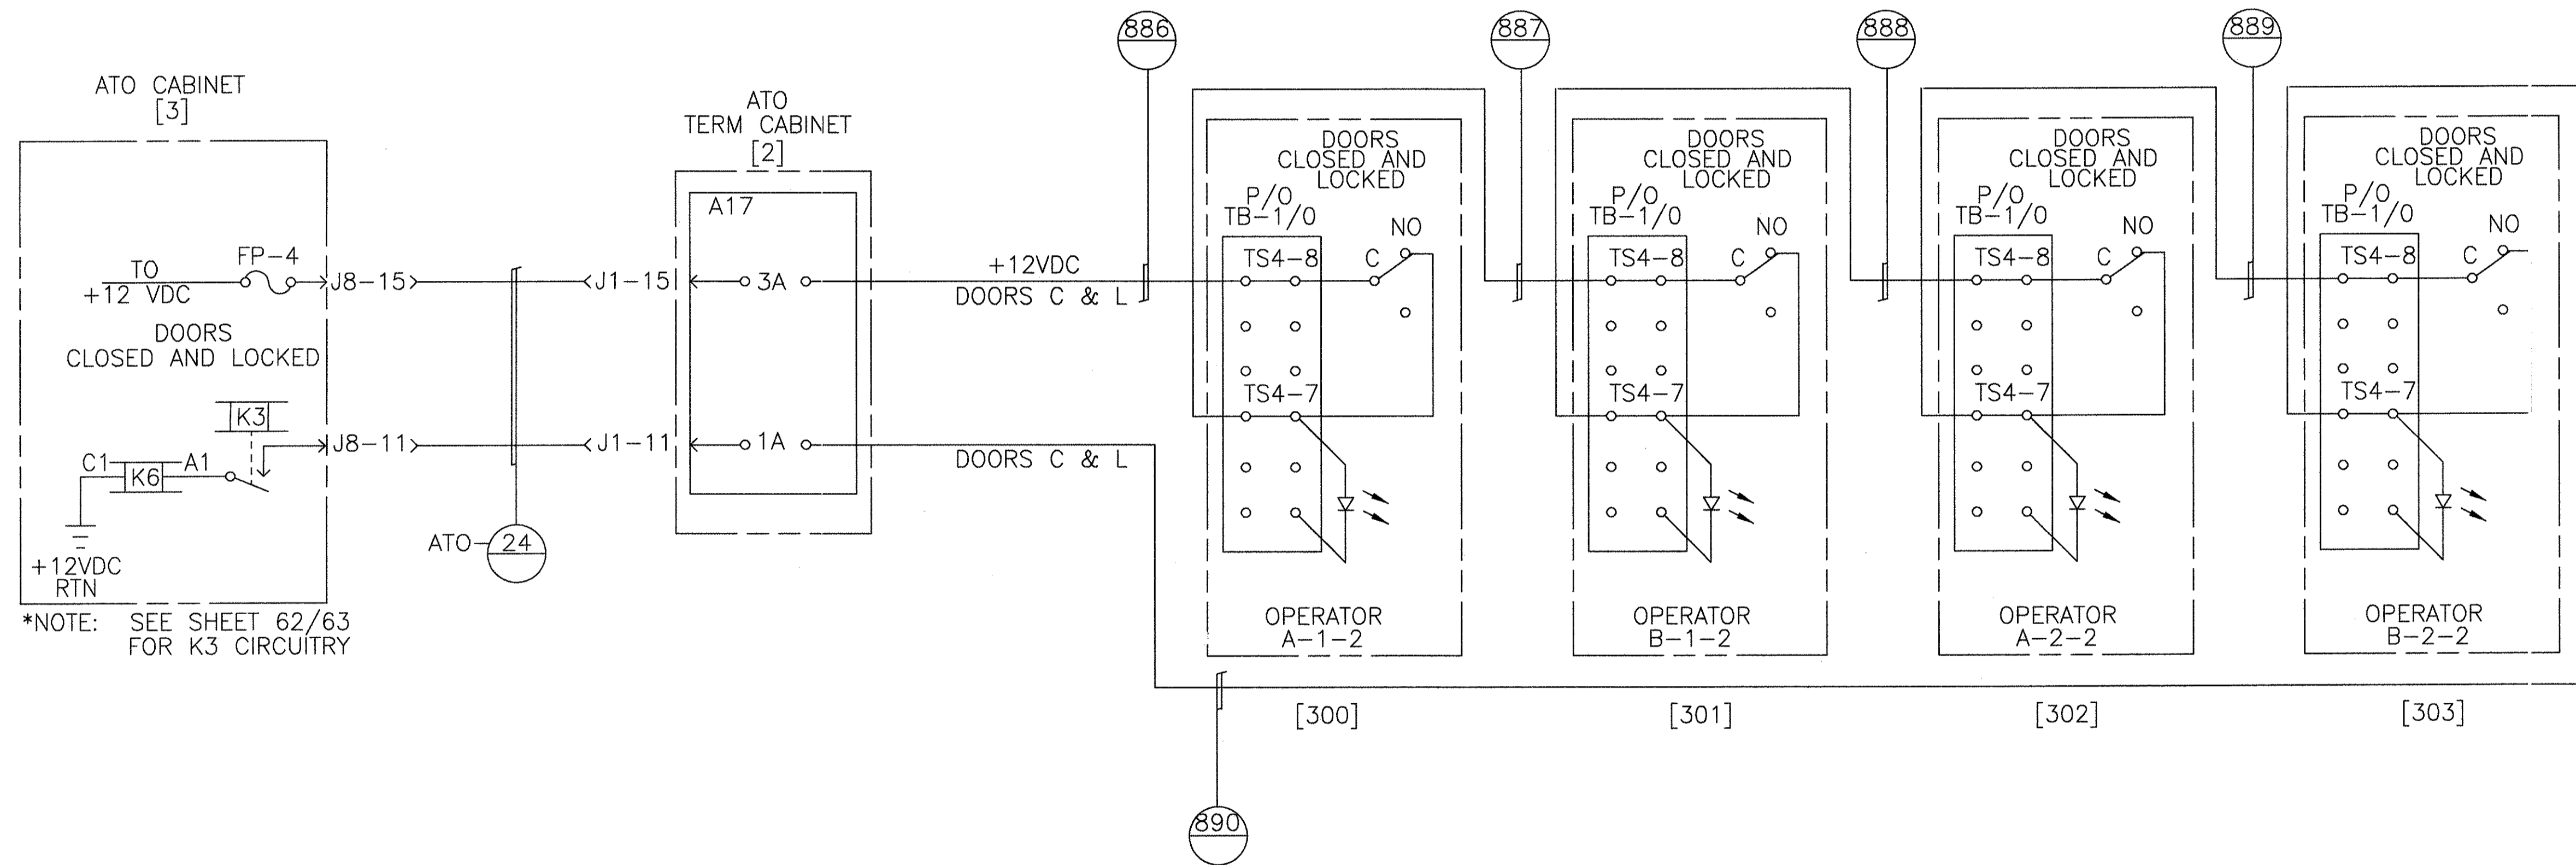 886
887
888
889
ATO CABINET
[3]
ATO
TERM CABINET
[2]
A17
TO
+12 VDC
FP-4
J8-15
J1-15
3A
+12VDC
DOORS C & L
DOORS
CLOSED AND LOCKED
K3
J8-11
J1-11
1A
DOORS C & L
C1
K6
A1
+12VDC
RTN
ATO
24
*NOTE: SEE SHEET 62/63
FOR K3 CIRCUITRY
DOORS
CLOSED AND
LOCKED
P/O
TB-1/0
NO
C
TS4-8
TS4-7
OPERATOR
A-1-2
[300]
DOORS
CLOSED AND
LOCKED
P/O
TB-1/0
NO
C
TS4-8
TS4-7
OPERATOR
B-1-2
[301]
DOORS
CLOSED AND
LOCKED
P/O
TB-1/0
NO
C
TS4-8
TS4-7
OPERATOR
A-2-2
[302]
DOORS
CLOSED AND
LOCKED
P/O
TB-1/0
NO
C
TS4-8
TS4-7
OPERATOR
B-2-2
[303]
890